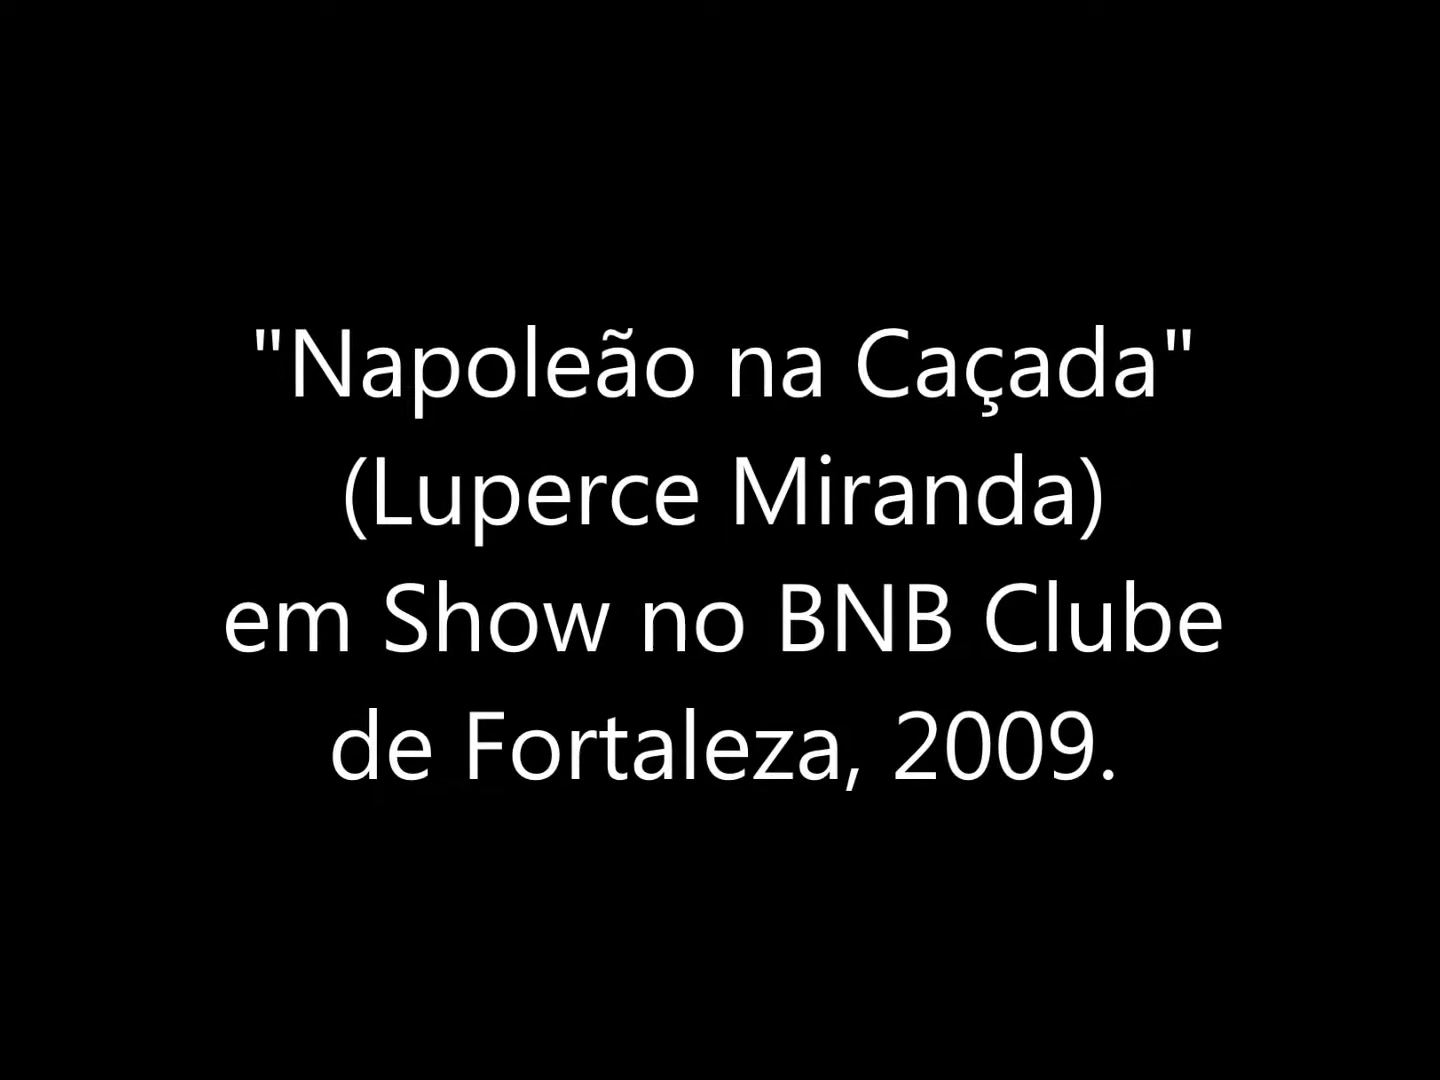 "Napoleão na Caçada"
(Luperce Miranda)
em Show no BNB Clube
de Fortaleza, 2009.